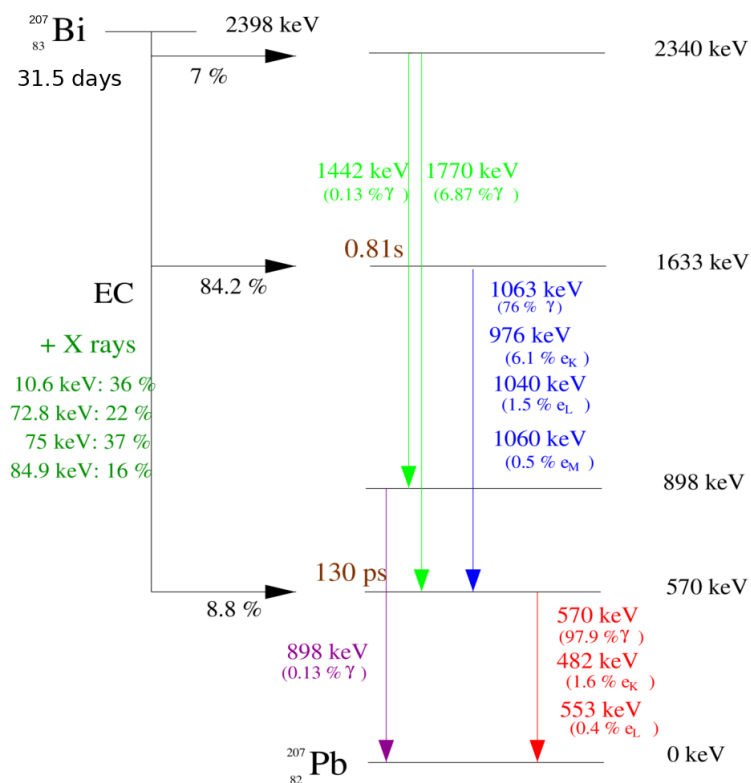 207
83 Bi
2398 keV
2340 keV
31.5 days
7 %
1442 keV
(0.13 %γ )
1770 keV
(6.87 %γ )
0.81s
1633 keV
EC
84.2 %
1063 keV
(76 % γ )
+ X rays
976 keV
(6.1 % eK )
10.6 keV: 36 %
72.8 keV: 22 %
75 keV: 37 %
84.9 keV: 16 %
1040 keV
(1.5 % eL )
1060 keV
(0.5 % eM )
898 keV
130 ps
570 keV
8.8 %
898 keV
(0.13 % γ )
570 keV
(97.9 %γ )
482 keV
(1.6 % eK )
553 keV
(0.4 % eL )
207
82 Pb
0 keV